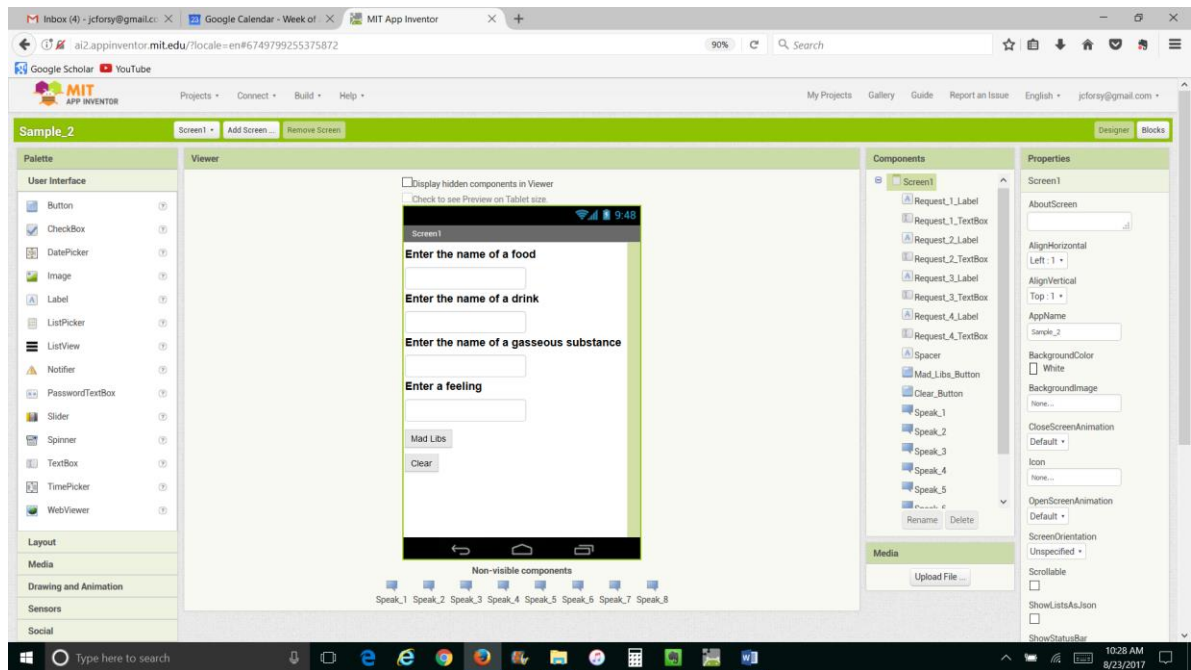 Inbox (4) - jcforsy@gmail.cc
Google Calendar - Week of
MIT App Inventor
ai2.appinventor.mit.edu/?locale=en#6749799255375872
90%
Search
Google Scholar
YouTube
MIT
APP INVENTOR
Projects
Connect
Build
Help
My Projects
Gallery
Guide
Report an Issue
English
jcforsy@gmail.com
Sample_2
Screen1
Add Screen ...
Remove Screen
Designer
Blocks
Palette
User Interface
Button
CheckBox
DatePicker
Image
Label
ListPicker
ListView
Notifier
PasswordTextBox
Slider
Spinner
TextBox
TimePicker
WebViewer
Layout
Media
Drawing and Animation
Sensors
Social
Viewer
Display hidden components in Viewer
Check to see Preview on Tablet size.
9:48
Screen1
Enter the name of a food
Enter the name of a drink
Enter the name of a gasseous substance
Enter a feeling
Mad Libs
Clear
Non-visible components
Speak_1 Speak_2 Speak_3 Speak_4 Speak_5 Speak_6 Speak_7 Speak_8
Components
Screen1
Request_1_Label
Request_1_TextBox
Request_2_Label
Request_2_TextBox
Request_3_Label
Request_3_TextBox
Request_4_Label
Request_4_TextBox
Spacer
Mad_Libs_Button
Clear_Button
Speak_1
Speak_2
Speak_3
Speak_4
Speak_5
Rename
Delete
Media
Upload File ...
Properties
Screen1
AboutScreen
AlignHorizontal
Left : 1
AlignVertical
Top : 1
AppName
Sample_2
BackgroundColor
White
BackgroundImage
None...
CloseScreenAnimation
Default
Icon
None...
OpenScreenAnimation
Default
ScreenOrientation
Unspecified
Scrollable
ShowListsAsJson
ShowStatusBar
Type here to search
10:28 AM
8/23/2017